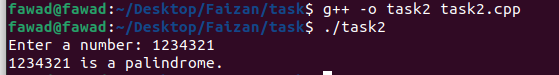 fawad@fawad:~/Desktop/Faizan/task$ g++ -o task2 task2.cpp
fawad@fawad:~/Desktop/Faizan/task$ ./task2
Enter a number: 1234321
1234321 is a palindrome.